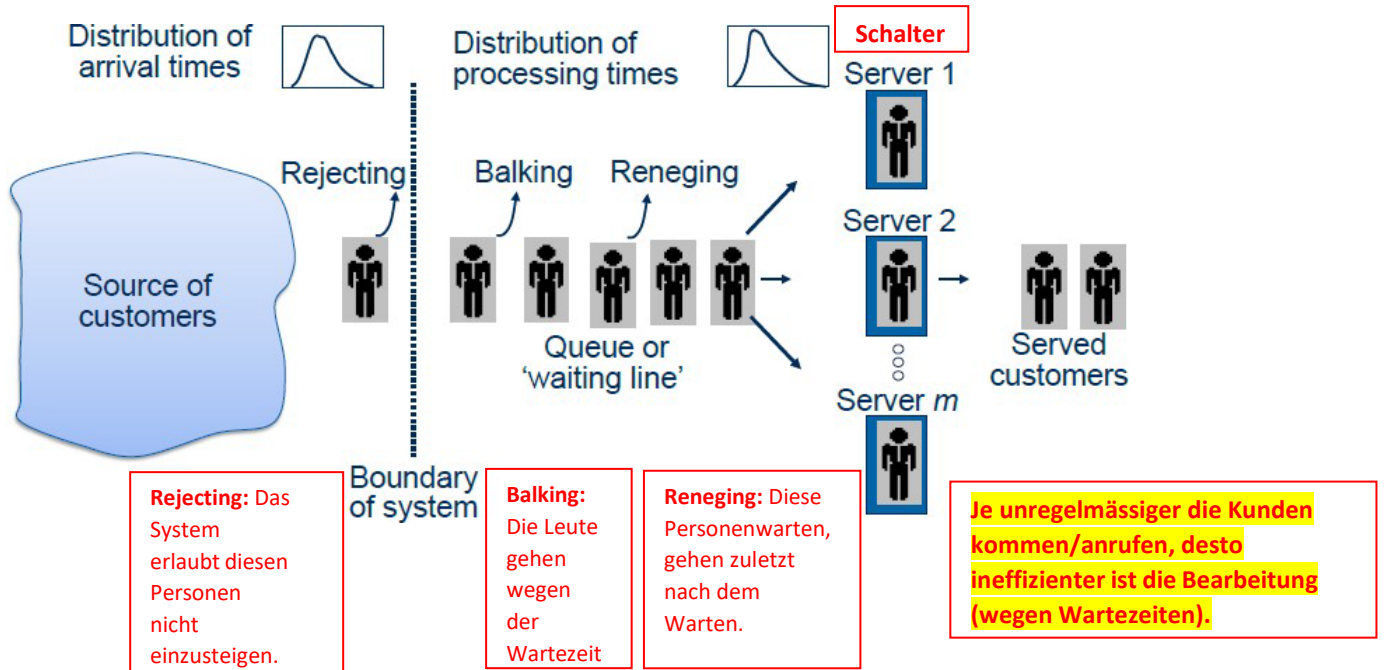 Distribution of
arrival times
Distribution of
processing times
Schalter
Server 1
Rejecting
Balking
Reneging
Server 2
Source of
customers
Queue or
‘waiting line’
Served
customers
Server m
Boundary
of system
Rejecting: Das
System
erlaubt diesen
Personen
nicht
einzusteigen.
Balking:
Die Leute
gehen
wegen
der
Wartezeit
Reneging: Diese
Personenwarten,
gehen zuletzt
nach dem
Warten.
Je unregelmässiger die Kunden
kommen/anrufen, desto
ineffizienter ist die Bearbeitung
(wegen Wartezeiten).